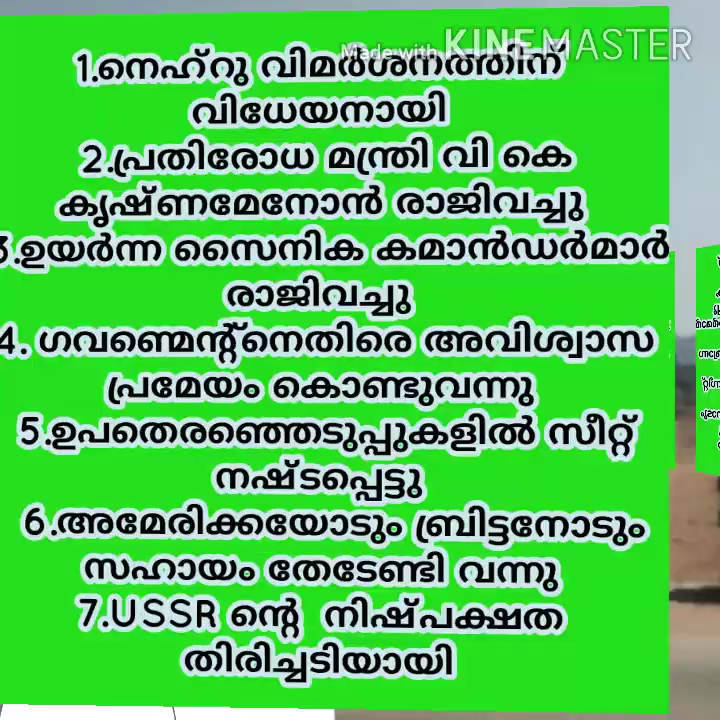 Made with KINEMASTER
1.നെഹ്റു വിമർശനത്തിന്
വിധേയനായി
2.പ്രതിരോധ മന്ത്രി വി കെ
കൃഷ്ണമേനോൻ രാജിവച്ചു
3.ഉയർന്ന സൈനിക കമാൻഡർമാർ
രാജിവച്ചു
4. ഗവണ്മെന്റ്നെതിരെ അവിശ്വാസ
പ്രമേയം കൊണ്ടുവന്നു
5.ഉപതെരഞ്ഞെടുപ്പുകളിൽ സീറ്റ്
നഷ്ടപ്പെട്ടു
6.അമേരിക്കയോടും ബ്രിട്ടനോടും
സഹായം തേടേണ്ടി വന്നു
7.USSR ന്റെ നിഷ്പക്ഷത
തിരിച്ചടിയായി